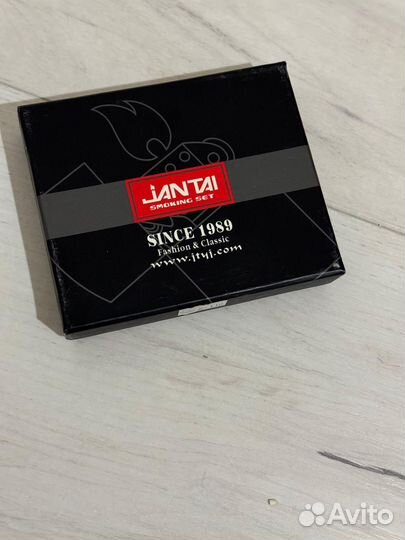 JANTAI
SMOKING SET
SINCE 1989
Fashion & Classic
www.jtyj.com
Avito